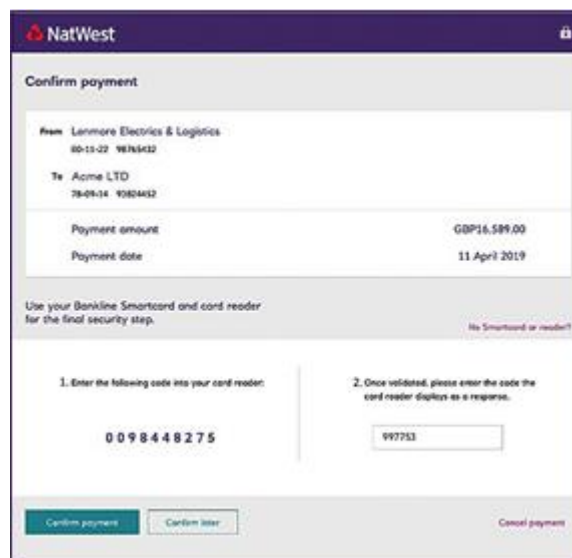 NatWest
Confirm payment
From Lenmore Electrics & Logistics
80-11-22 98765432
To Acme LTD
78-09-14 93824452
Payment amount GBP16,589.00
Payment date 11 April 2019
Use your Bankline Smartcard and card reader
for the final security step.
No Smartcard or reader?
1. Enter the following code into your card reader:
0098448275
2. Once validated, please enter the code the
card reader displays as a response.
997753
Confirm payment
Confirm later
Cancel payment